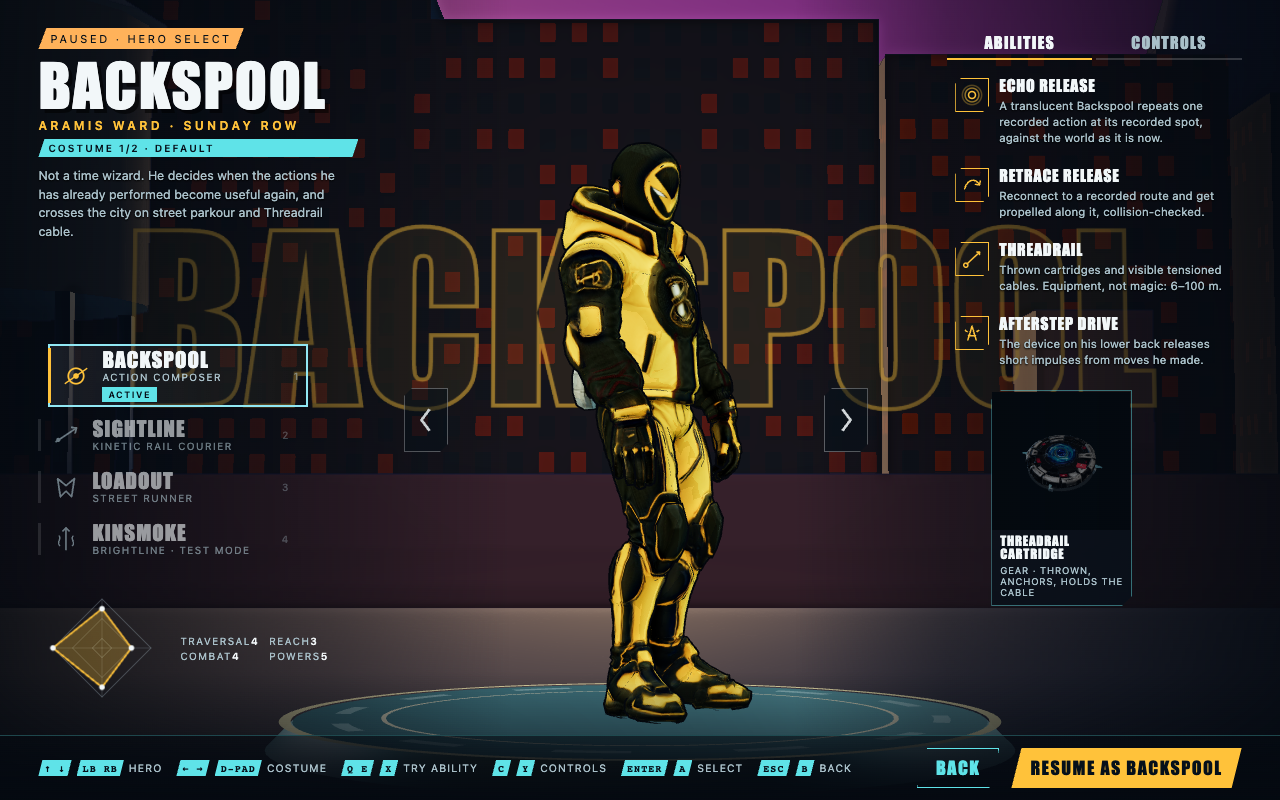 PAUSED · HERO SELECT
BACKSPOOL
ARAMIS WARD · SUNDAY ROW
COSTUME 1/2 · DEFAULT
Not a time wizard. He decides when the actions he
has already performed become useful again, and
crosses the city on street parkour and Threadrail
cable.
BACKSPOOL
BACKSPOOL
ACTION COMPOSER
1
ACTIVE
SIGHTLINE
KINETIC RAIL COURIER
2
LOADOUT
STREET RUNNER
3
KINSMOKE
BRIGHTLINE · TEST MODE
4
TRAVERSAL4 REACH3
COMBAT4 POWERS5
ABILITIES CONTROLS
ECHO RELEASE
A translucent Backspool repeats one
recorded action at its recorded spot,
against the world as it is now.
RETRACE RELEASE
Reconnect to a recorded route and get
propelled along it, collision-checked.
THREADRAIL
Thrown cartridges and visible tensioned
cables. Equipment, not magic: 6–100 m.
AFTERSTEP DRIVE
The device on his lower back releases
short impulses from moves he made.
THREADRAIL
CARTRIDGE
GEAR · THROWN,
ANCHORS, HOLDS THE
CABLE
↑ ↓ LB RB HERO ← → D-PAD COSTUME Q E X TRY ABILITY C Y CONTROLS ENTER A SELECT ESC B BACK
BACK
RESUME AS BACKSPOOL